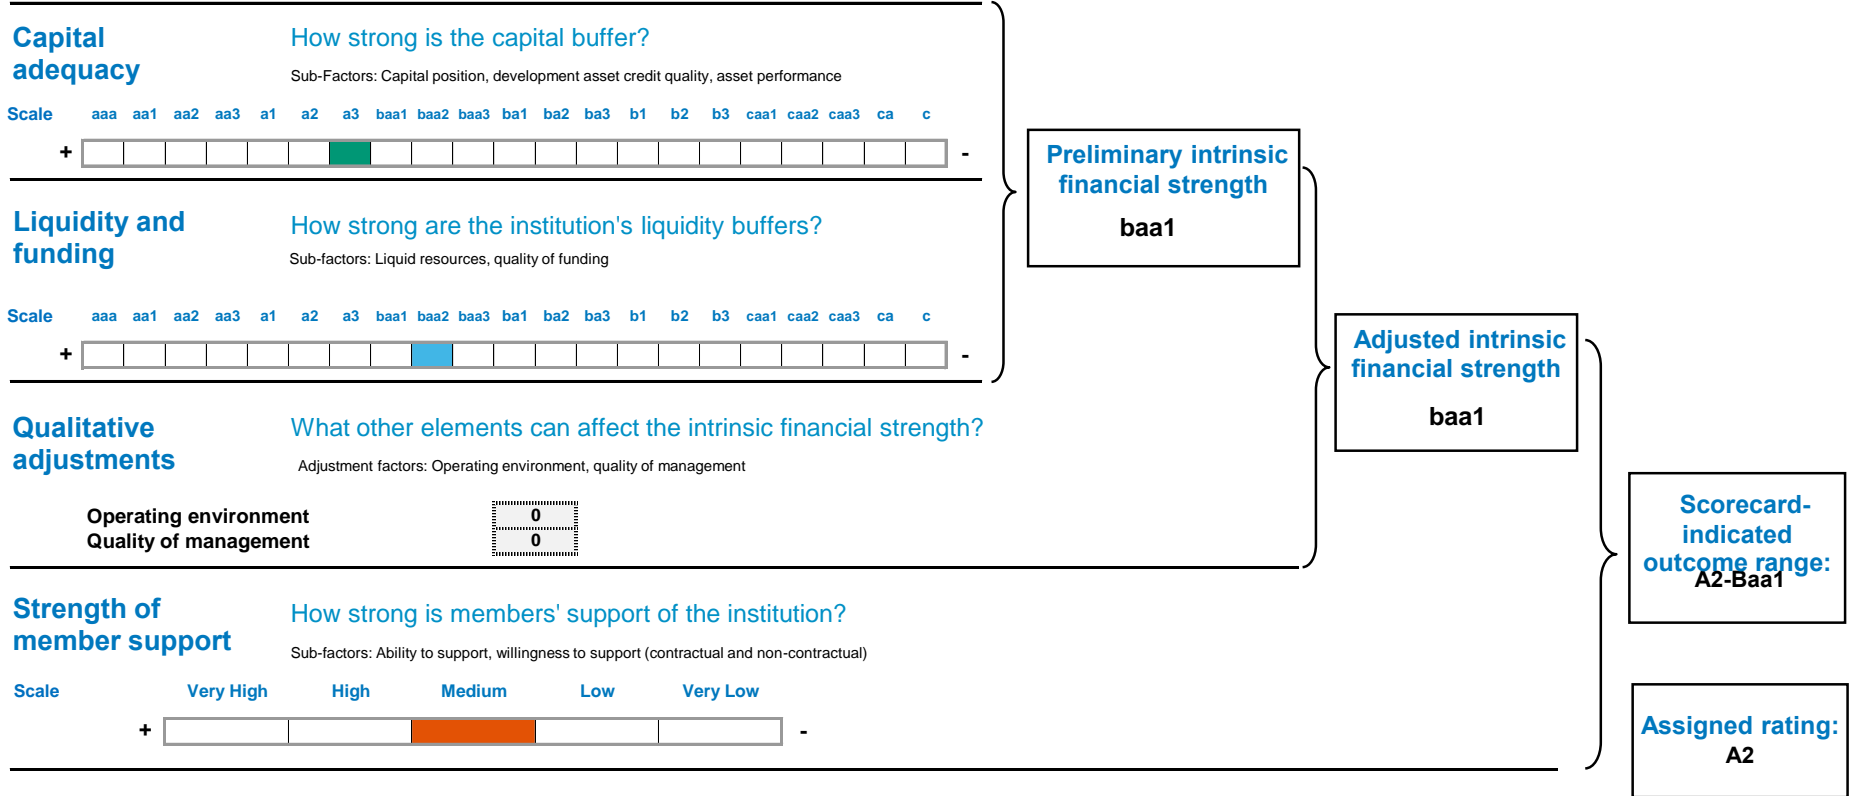 Capital adequacy
How strong is the capital buffer?
Sub-Factors: Capital position, development asset credit quality, asset performance
Scale aaa aa1 aa2 aa3 a1 a2 a3 baa1 baa2 baa3 ba1 ba2 ba3 b1 b2 b3 caa1 caa2 caa3 ca c
+ -
Preliminary intrinsic
financial strength
baa1
Liquidity and
funding
How strong are the institution's liquidity buffers?
Sub-factors: Liquid resources, quality of funding
Scale aaa aa1 aa2 aa3 a1 a2 a3 baa1 baa2 baa3 ba1 ba2 ba3 b1 b2 b3 caa1 caa2 caa3 ca c
+ -
Adjusted intrinsic
financial strength
baa1
Qualitative
adjustments
What other elements can affect the intrinsic financial strength?
Adjustment factors: Operating environment, quality of management
Operating environment 0
Quality of management 0
Scorecard-
indicated
outcome range:
A2-Baa1
Strength of
member support
How strong is members' support of the institution?
Sub-factors: Ability to support, willingness to support (contractual and non-contractual)
Scale Very High High Medium Low Very Low
+ -
Assigned rating:
A2